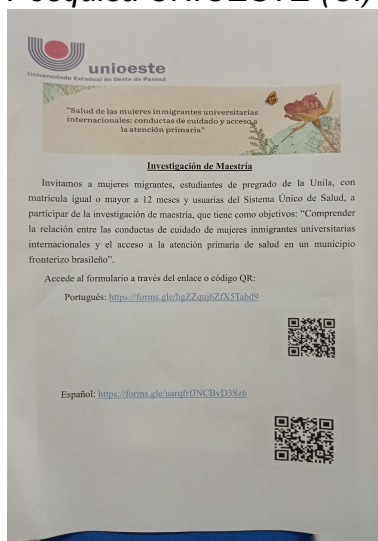 Pesquisa UNIOESTE (
unioeste
Universidade Estadual do Oeste do Paraná
"Salud de las mujeres inmigrantes universitarias
internacionales: conductas de cuidado y acceso a
la atención primaria"
Investigación de Maestría
Invitamos a mujeres migrantes, estudiantes de pregrado de la Unila, con
matrícula igual o mayor a 12 meses y usuarias del Sistema Único de Salud, a
participar de la investigación de maestría, que tiene como objetivos: “Comprender
la relación entre las conductas de cuidado de mujeres inmigrantes universitarias
internacionales y el acceso a la atención primaria de salud en un municipio
fronterizo brasileño”.
Accede al formulario a través del enlace o código QR:
Portugués: https://forms.gle/hgZZquj6ZfX5Tabd9
Español: https://forms.gle/uarqfrfJNCBvD3Sz6